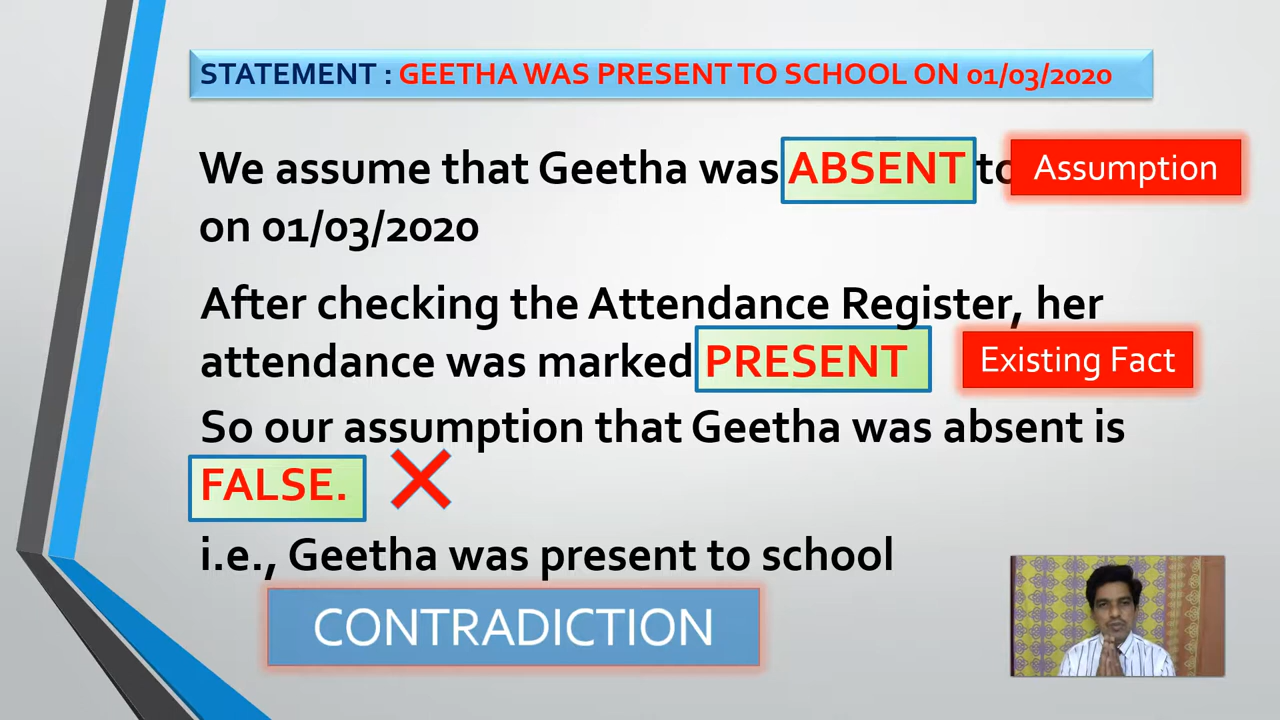 STATEMENT : GEETHA WAS PRESENT TO SCHOOL ON 01/03/2020
We assume that Geetha was ABSENT to Assumption
on 01/03/2020
After checking the Attendance Register, her
attendance was marked PRESENT Existing Fact
So our assumption that Geetha was absent is
FALSE.
i.e., Geetha was present to school
CONTRADICTION